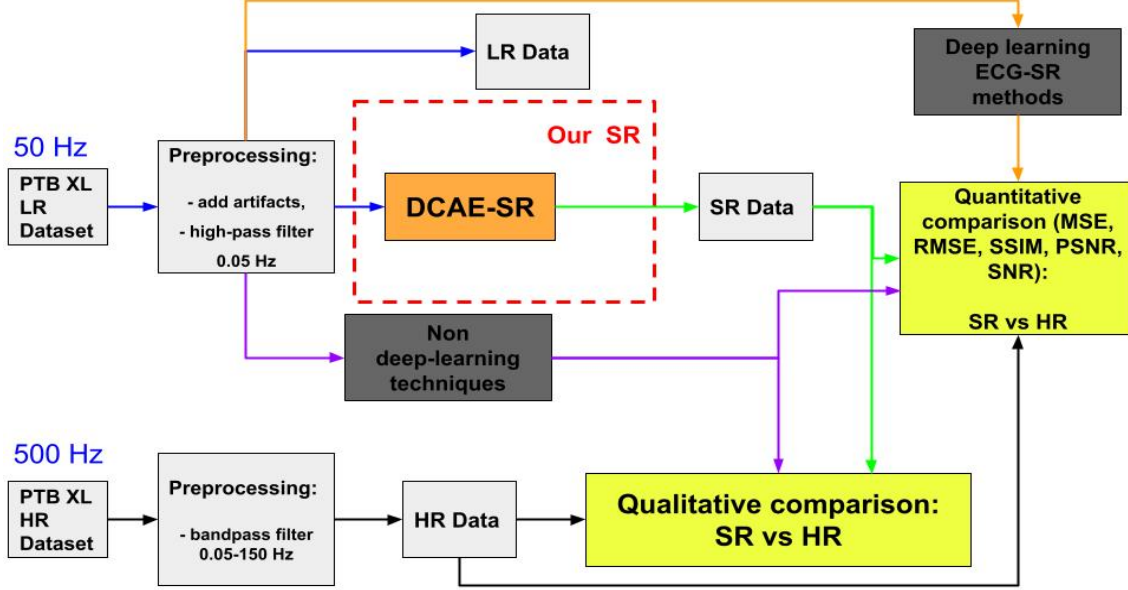 LR Data
Deep learning
ECG-SR
methods
Our SR
50 Hz
PTB XL
LR
Dataset
Preprocessing:
- add artifacts,
- high-pass filter
0.05 Hz
DCAE-SR
SR Data
Quantitative
comparison (MSE,
RMSE, SSIM, PSNR,
SNR):
SR vs HR
Non
deep-learning
techniques
500 Hz
PTB XL
HR
Dataset
Preprocessing:
- bandpass filter
0.05-150 Hz
HR Data
Qualitative comparison:
SR vs HR